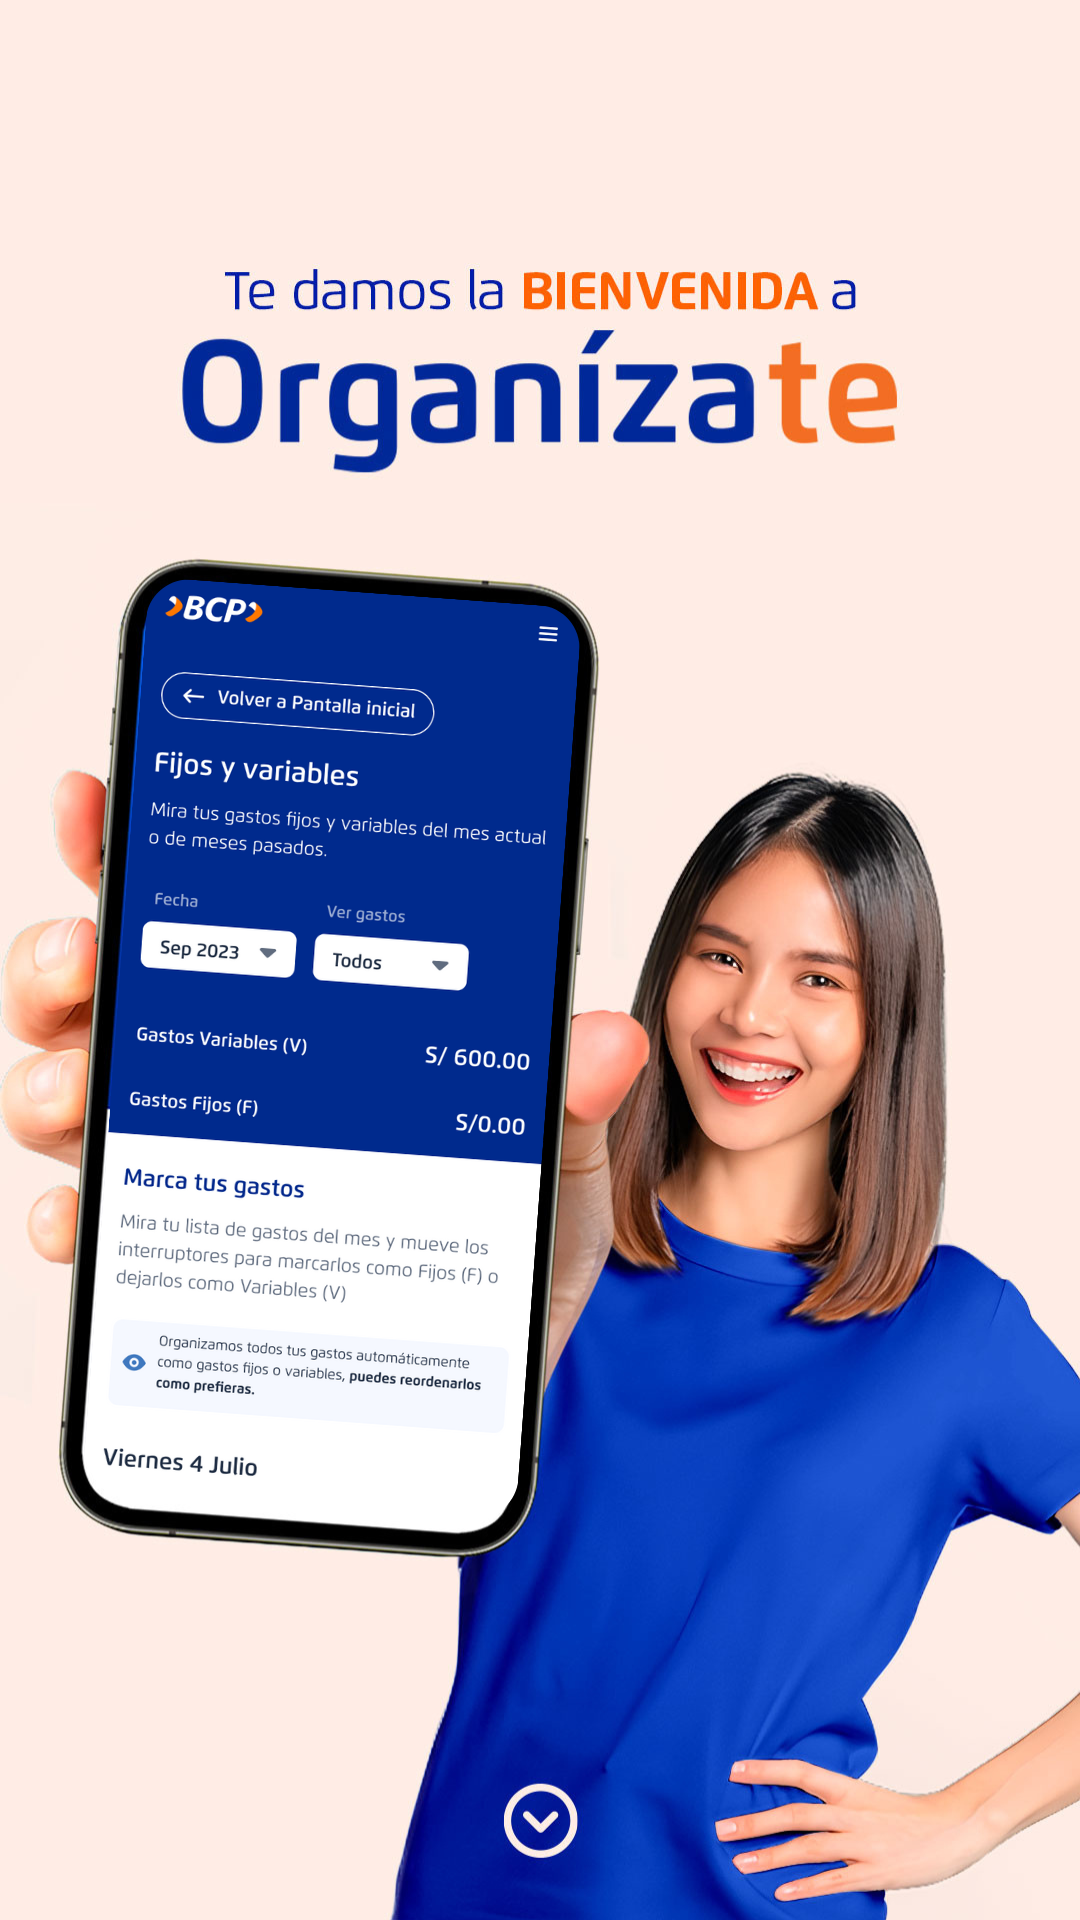 Te damos la BIENVENIDA a
Organízate
BCP
Volver a Pantalla inicial
Fijos y variables
Mira tus gastos fijos y variables del mes actual
o de meses pasados.
Fecha
Ver gastos
Sep 2023
Todos
Gastos Variables (V)
S/ 600.00
Gastos Fijos (F)
S/0.00
Marca tus gastos
Mira tu lista de gastos del mes y mueve los
interruptores para marcarlos como Fijos (F) o
dejarlos como Variables (V)
Organizamos todos tus gastos automáticamente
como gastos fijos o variables, puedes reordenarlos
como prefieras.
Viernes 4 Julio